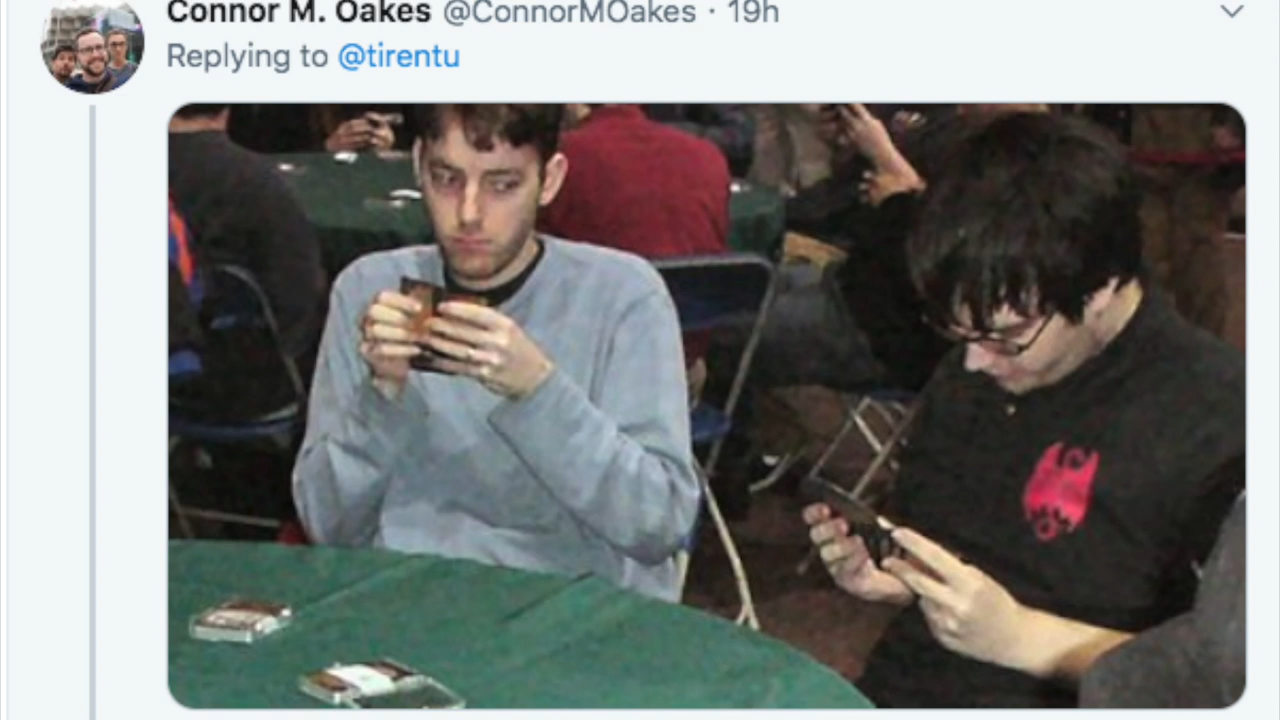 Connor M. Oakes @ConnorMOakes · 19h
Replying to @tirentu